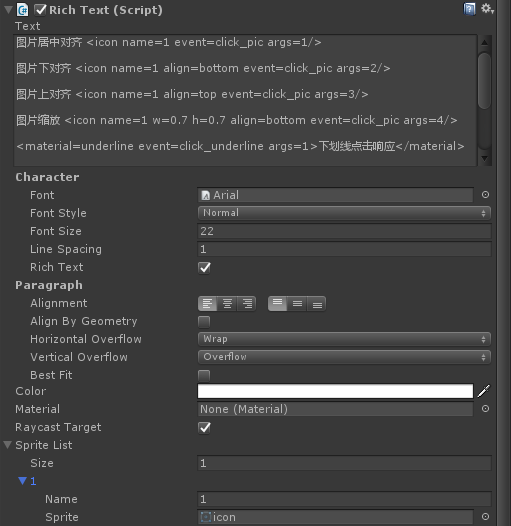 Rich Text (Script)
Text
图片居中对齐 <icon name=1 event=click_pic args=1/>
图片下对齐 <icon name=1 align=bottom event=click_pic args=2/>
图片上对齐 <icon name=1 align=top event=click_pic args=3/>
图片缩放 <icon name=1 w=0.7 h=0.7 align=bottom event=click_pic args=4/>
<material=underline event=click_underline args=1>下划线点击响应</material>
Character
Font Arial
Font Style Normal
Font Size 22
Line Spacing 1
Rich Text
Paragraph
Alignment
Align By Geometry
Horizontal Overflow Wrap
Vertical Overflow Overflow
Best Fit
Color
Material None (Material)
Raycast Target
Sprite List
Size 1
1
Name 1
Sprite icon